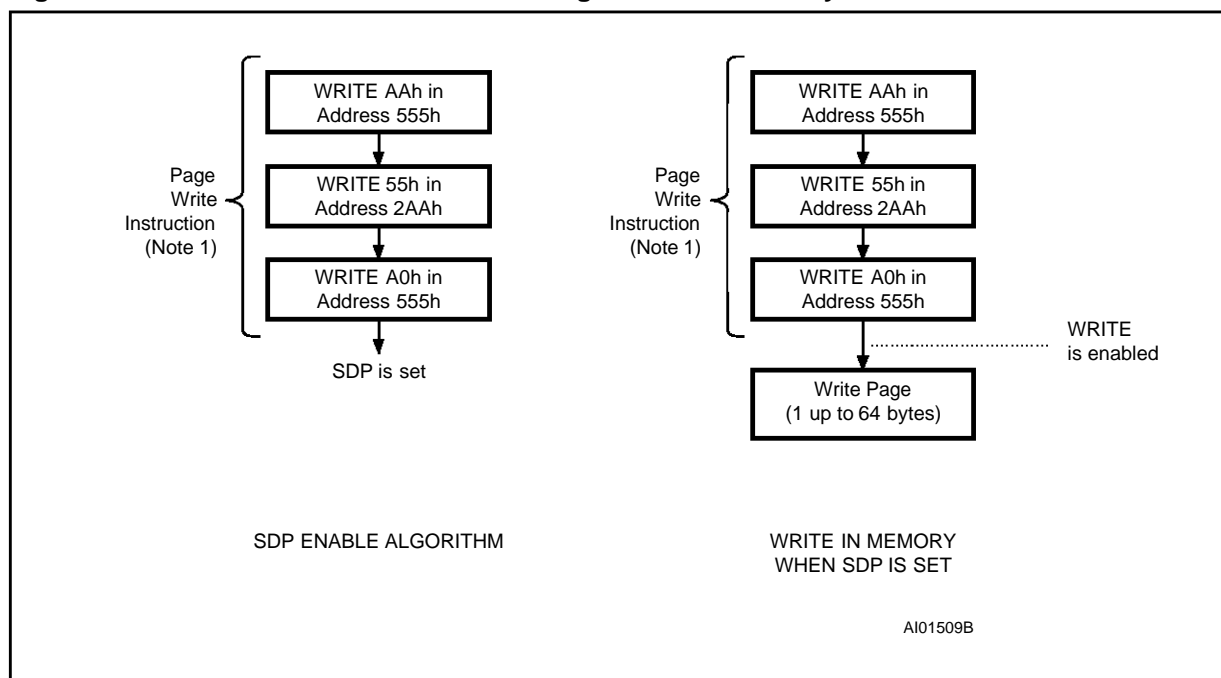 WRITE AAh in
Address 555h
WRITE 55h in
Address 2AAh
WRITE A0h in
Address 555h
Page
Write
Instruction
(Note 1)
SDP is set
SDP ENABLE ALGORITHM
WRITE AAh in
Address 555h
WRITE 55h in
Address 2AAh
WRITE A0h in
Address 555h
Page
Write
Instruction
(Note 1)
WRITE
is enabled
Write Page
(1 up to 64 bytes)
WRITE IN MEMORY
WHEN SDP IS SET
AI01509B